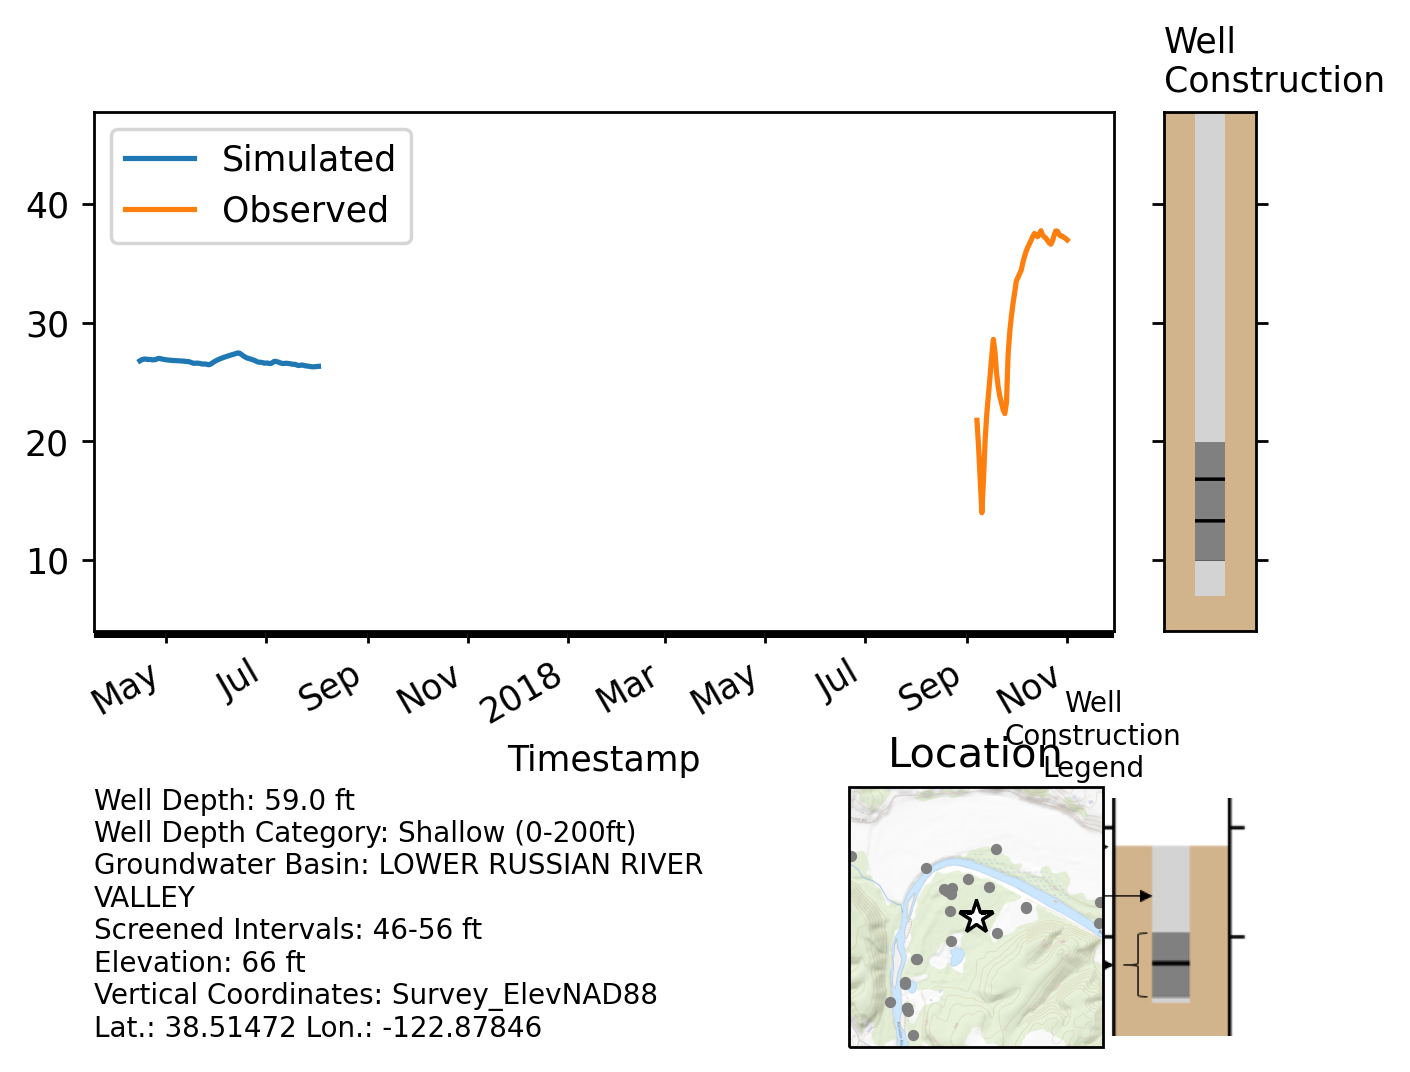 Well
Construction
Simulated
Observed
40
30
20
10
May
Jul
Sep
Nov
2018
Mar
May
Jul
Sep
Nov
Timestamp
Well
Construction
Legend
Location
Well Depth: 59.0 ft
Well Depth Category: Shallow (0-200ft)
Groundwater Basin: LOWER RUSSIAN RIVER
VALLEY
Screened Intervals: 46-56 ft
Elevation: 66 ft
Vertical Coordinates: Survey_ElevNAD88
Lat.: 38.51472 Lon.: -122.87846